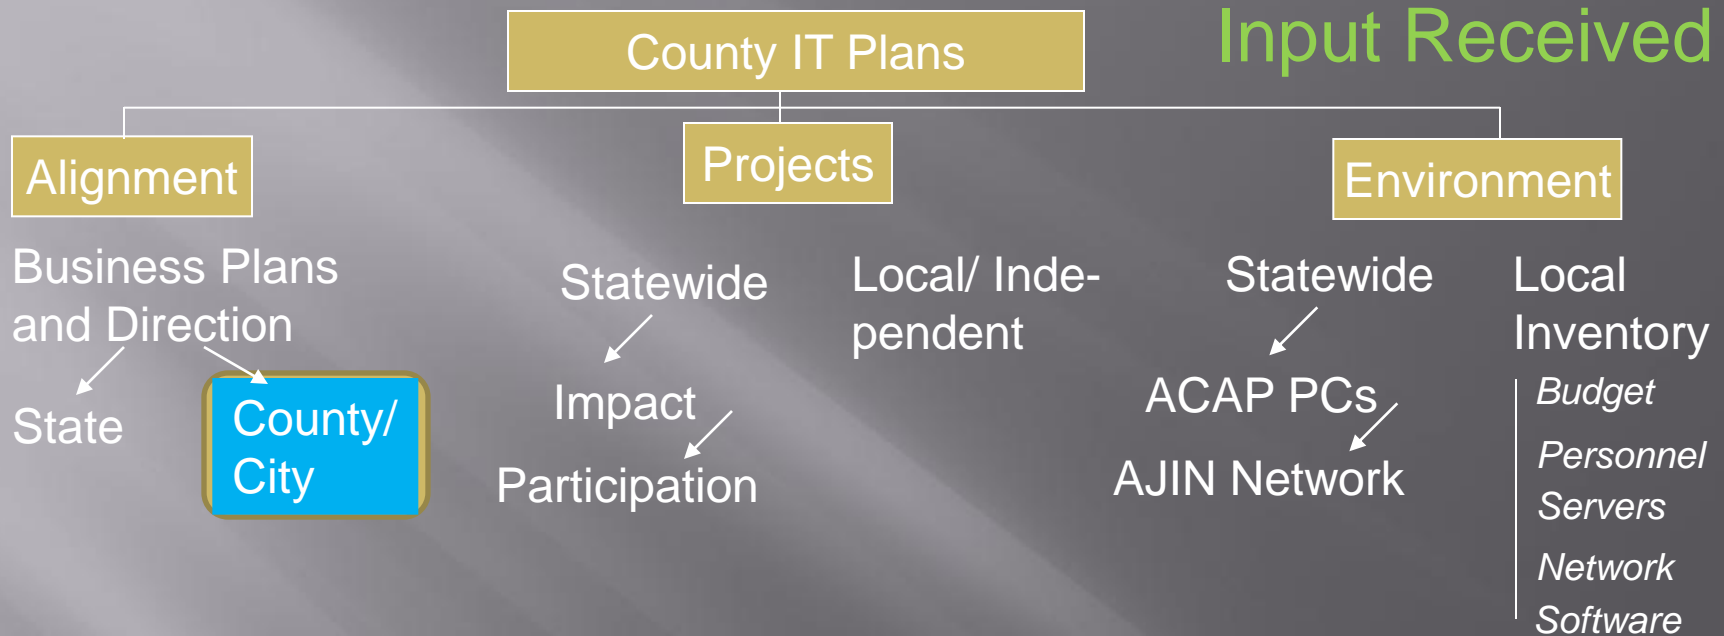 Input Received
County IT Plans
Alignment
Projects
Environment
Business Plans
and Direction
State
County/
City
Statewide
Impact
Participation
Local/ Inde-
pendent
Statewide
ACAP PCs
AJIN Network
Local
Inventory
Budget
Personnel
Servers
Network
Software